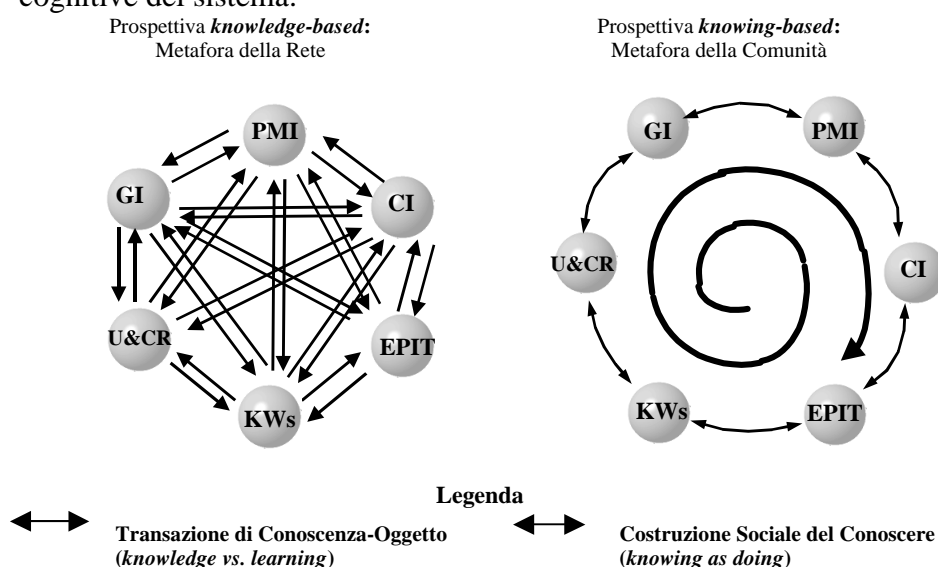 cognitive del sistema.
Prospettiva knowledge-based:
Metafora della Rete
Prospettiva knowing-based:
Metafora della Comunità
PMI
GI
CI
U&CR
EPIT
KWs
GI
PMI
U&CR
CI
KWs
EPIT
Legenda
Transazione di Conoscenza-Oggetto
(knowledge vs. learning)
Costruzione Sociale del Conoscere
(knowing as doing)